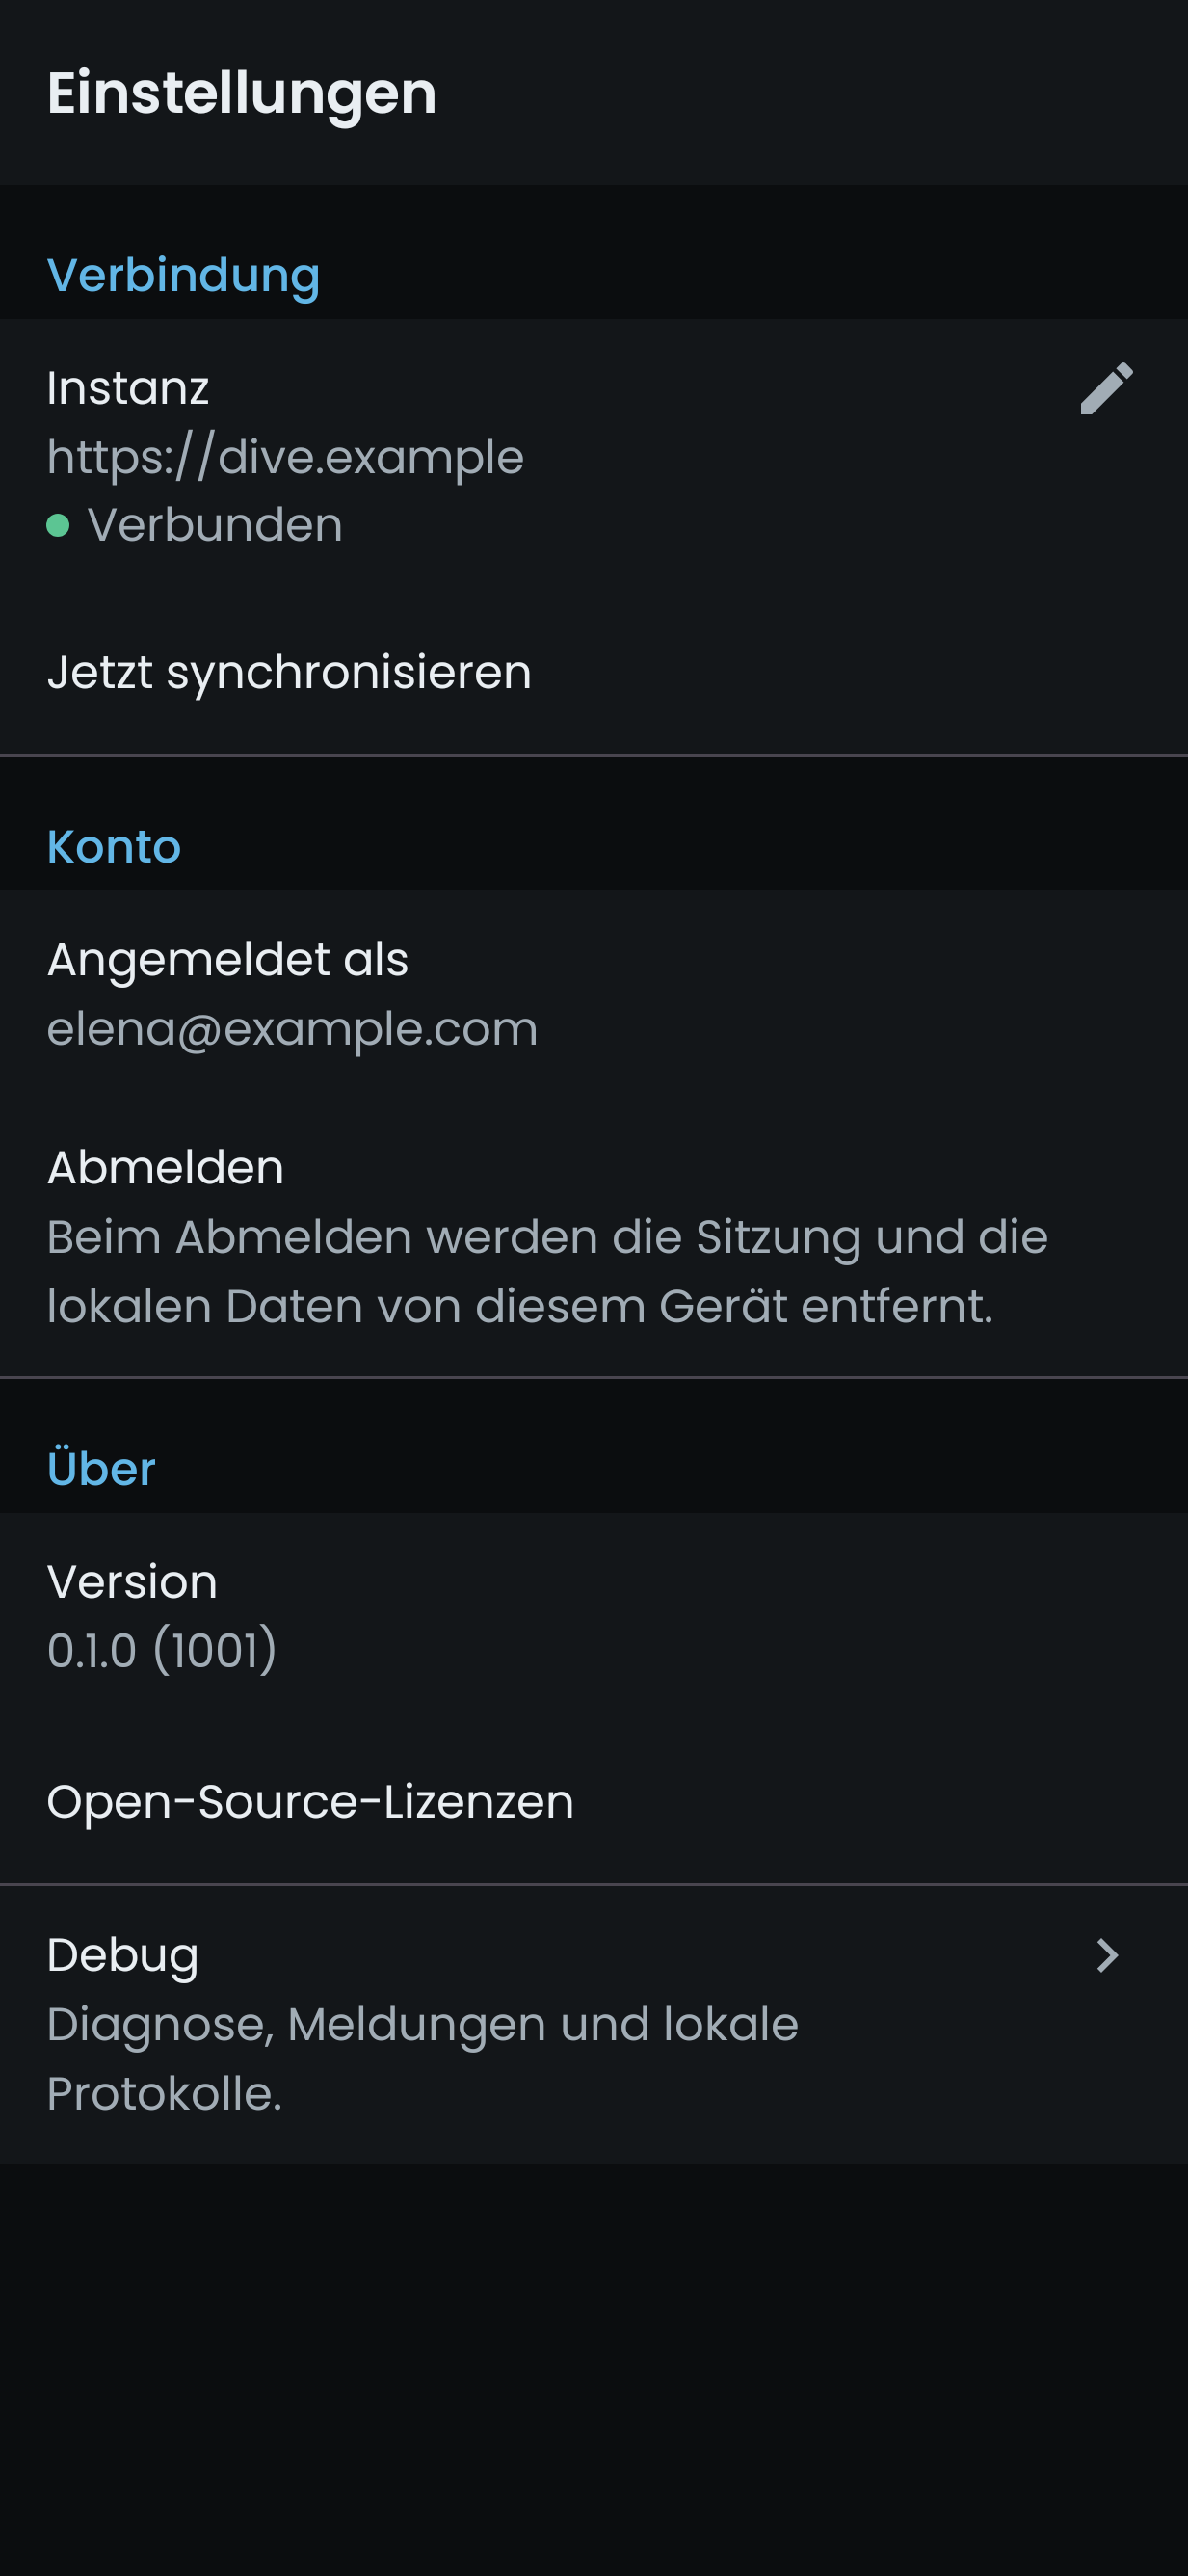 Einstellungen
Verbindung
Instanz
https://dive.example
Verbunden
Jetzt synchronisieren
Konto
Angemeldet als
elena@example.com
Abmelden
Beim Abmelden werden die Sitzung und die
lokalen Daten von diesem Gerät entfernt.
Über
Version
0.1.0 (1001)
Open-Source-Lizenzen
Debug
Diagnose, Meldungen und lokale
Protokolle.